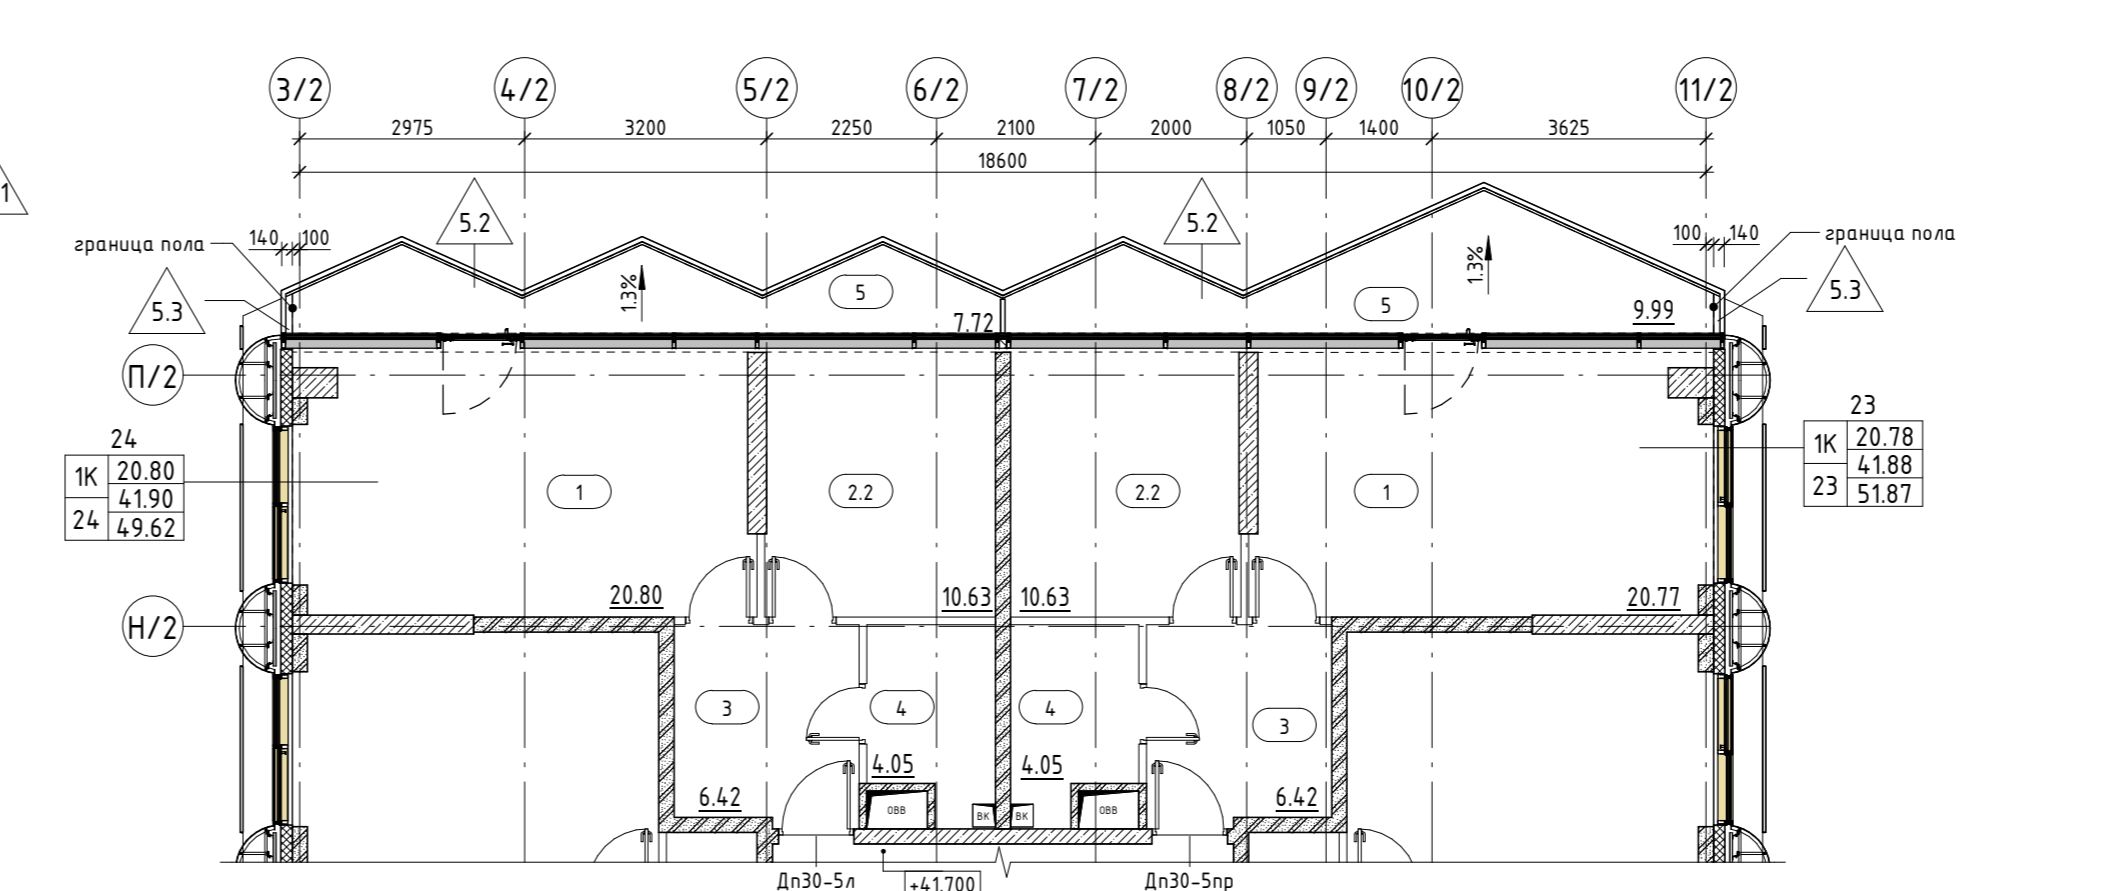 3/2 4/2 5/2 6/2 7/2 8/2 9/2 10/2 11/2
2975 3200 2250 2100 2000 1050 1400 3625
18600
1
5.2 5.2
140 100 100 140
граница пола граница пола
1.3% 1.3%
5.3 5 5 5.3
7.72 9.99
П/2
24
1К 20.80
41.90
24 49.62
23
1К 20.78
41.88
23 51.87
1 2.2 2.2 1
20.80 10.63 10.63 20.77
Н/2
3 4 4 3
4.05 4.05
6.42 6.42
ОВВ ВК ВК ОВВ
Дп30-5л +41.700 Дп30-5пр